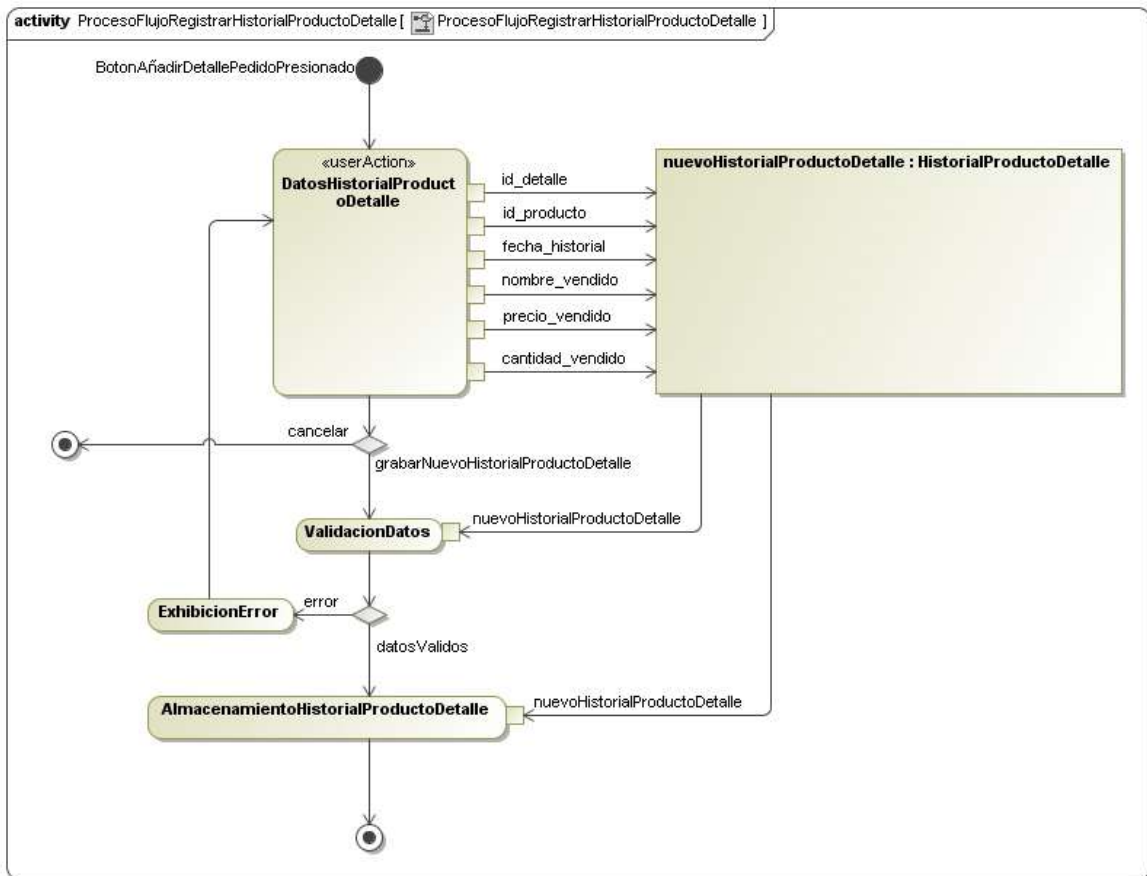 activity ProcesoFlujoRegistrarHistorialProductoDetalle [ ProcesoFlujoRegistrarHistorialProductoDetalle ]
BotonAñadirDetallePedidoPresionado
«userAction»
DatosHistorialProduct
oDetalle
nuevoHistorialProductoDetalle : HistorialProductoDetalle
id_detalle
id_producto
fecha_historial
nombre_vendido
precio_vendido
cantidad_vendido
cancelar
grabarNuevoHistorialProductoDetalle
ValidacionDatos
nuevoHistorialProductoDetalle
ExhibicionError
error
datosValidos
AlmacenamientoHistorialProductoDetalle
nuevoHistorialProductoDetalle